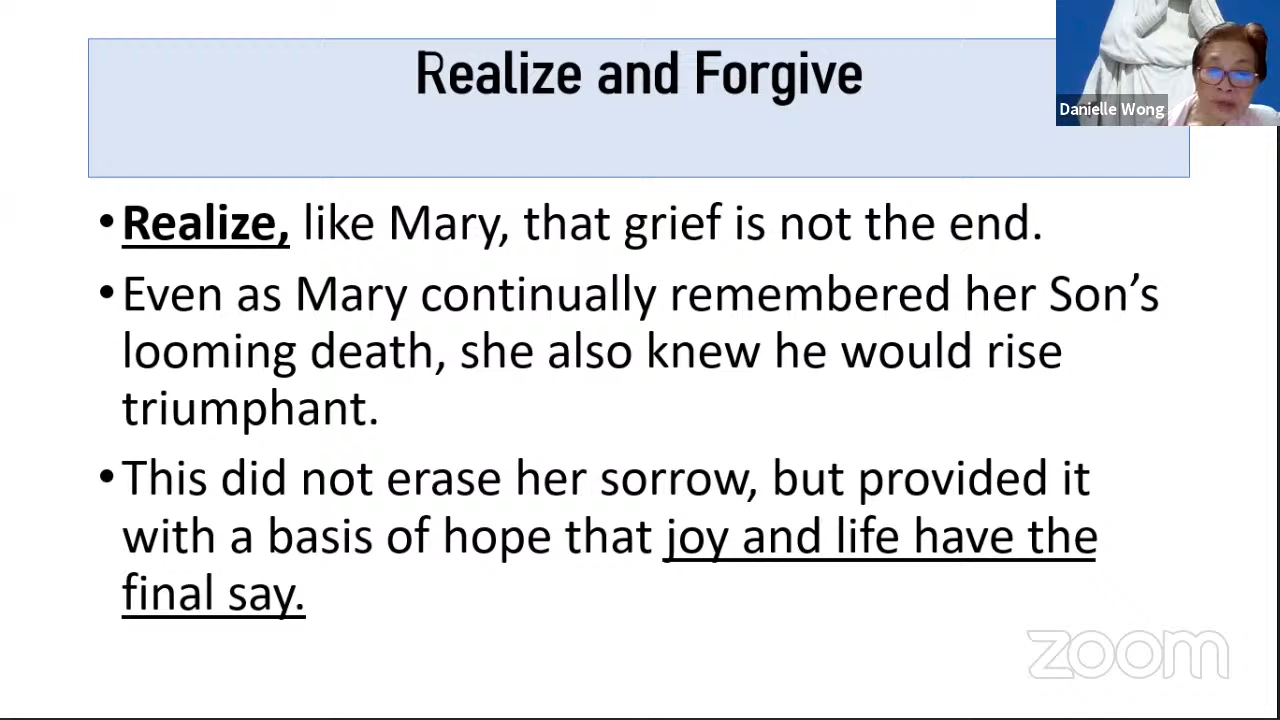 Realize and Forgive
Danielle Wong
•Realize, like Mary, that grief is not the end.
•Even as Mary continually remembered her Son’s
looming death, she also knew he would rise
triumphant.
•This did not erase her sorrow, but provided it
with a basis of hope that joy and life have the
final say.
zoom